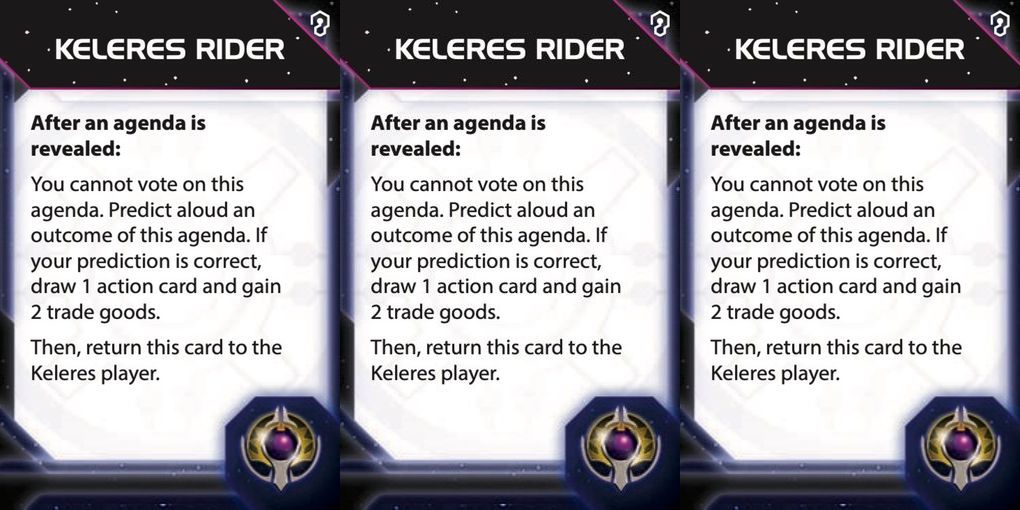 KELERES RIDER
After an agenda is
revealed:
You cannot vote on this
agenda. Predict aloud an
outcome of this agenda. If
your prediction is correct,
draw 1 action card and gain
2 trade goods.
Then, return this card to the
Keleres player.
KELERES RIDER
After an agenda is
revealed:
You cannot vote on this
agenda. Predict aloud an
outcome of this agenda. If
your prediction is correct,
draw 1 action card and gain
2 trade goods.
Then, return this card to the
Keleres player.
KELERES RIDER
After an agenda is
revealed:
You cannot vote on this
agenda. Predict aloud an
outcome of this agenda. If
your prediction is correct,
draw 1 action card and gain
2 trade goods.
Then, return this card to the
Keleres player.